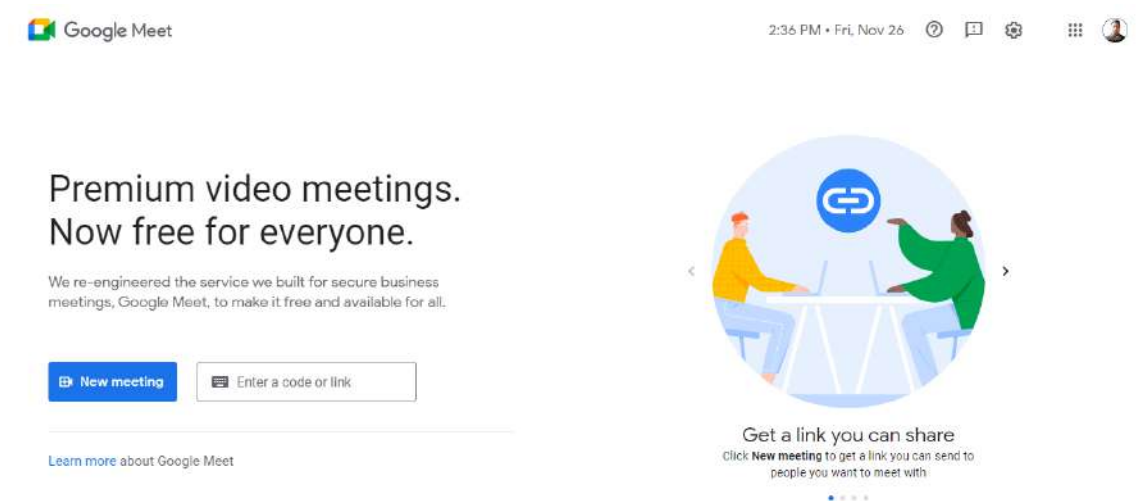 Google Meet
2:36 PM • Fri, Nov 26
Premium video meetings.
Now free for everyone.
We re-engineered the service we built for secure business
meetings, Google Meet, to make it free and available for all.
New meeting
Enter a code or link
Learn more about Google Meet
Get a link you can share
Click New meeting to get a link you can send to
people you want to meet with